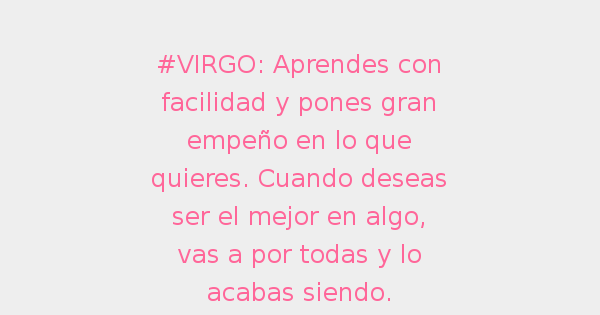 #VIRGO: Aprendes con
facilidad y pones gran
empeño en lo que
quieres. Cuando deseas
ser el mejor en algo,
vas a por todas y lo
acabas siendo.